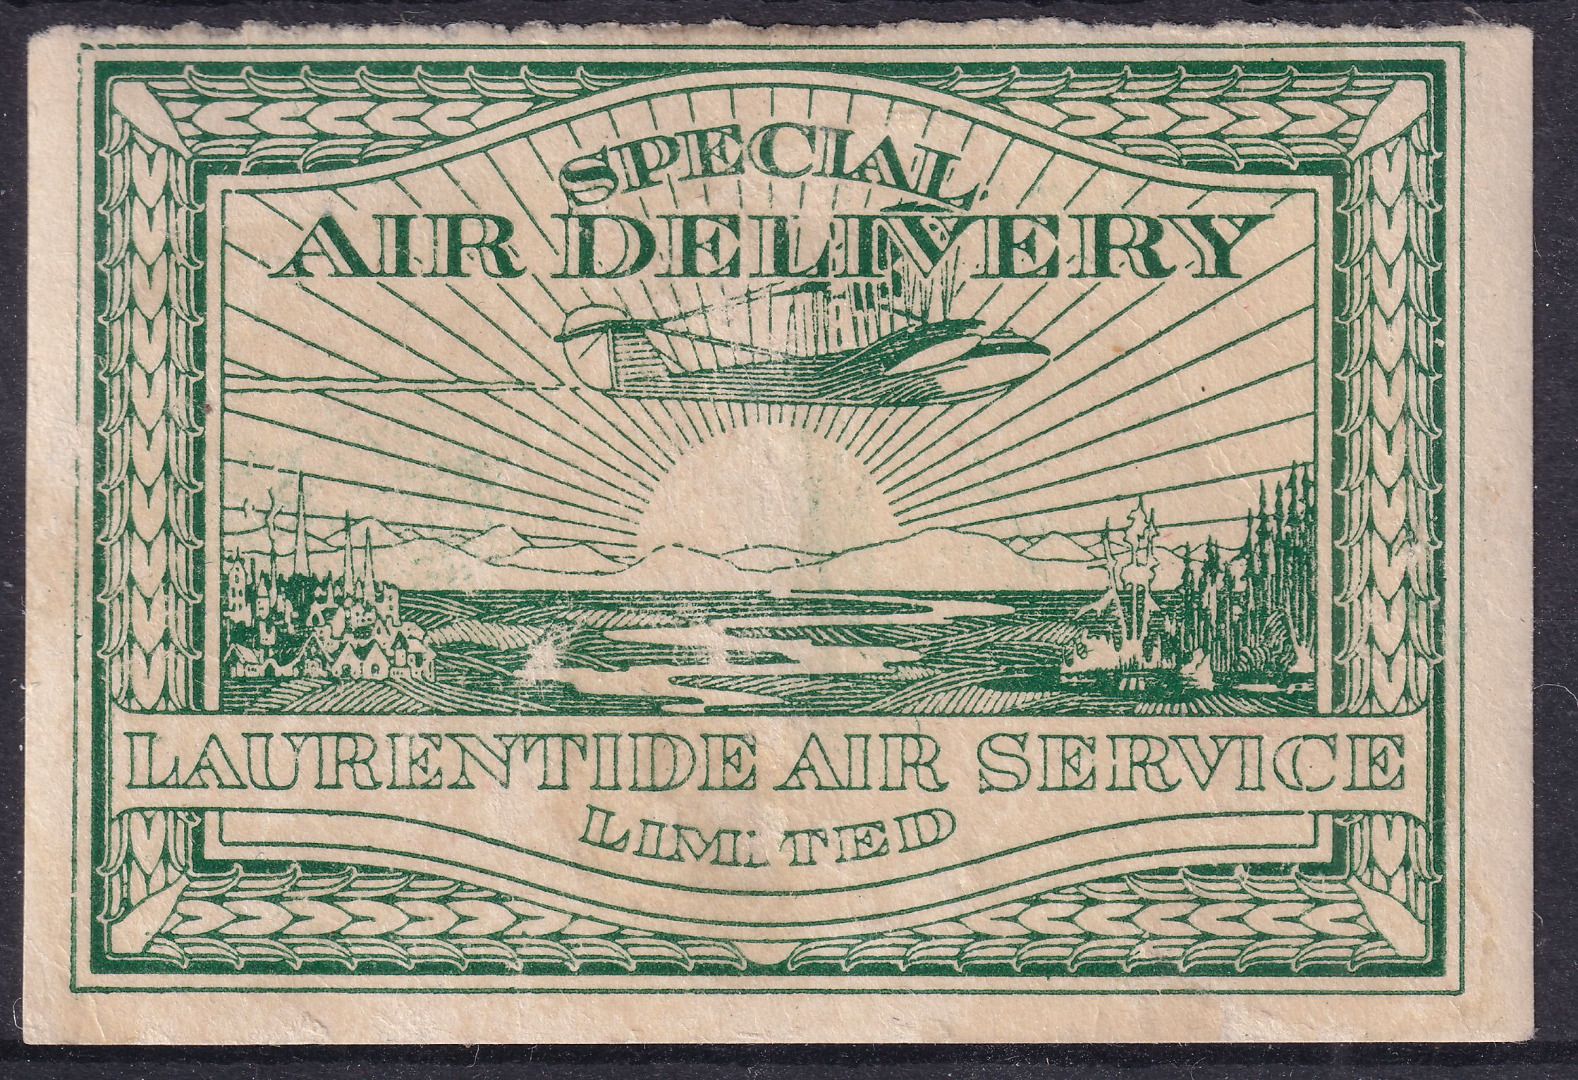 SPECIAL
AIR DELIVERY
LAURENTIDE AIR SERVICE
LIMITED